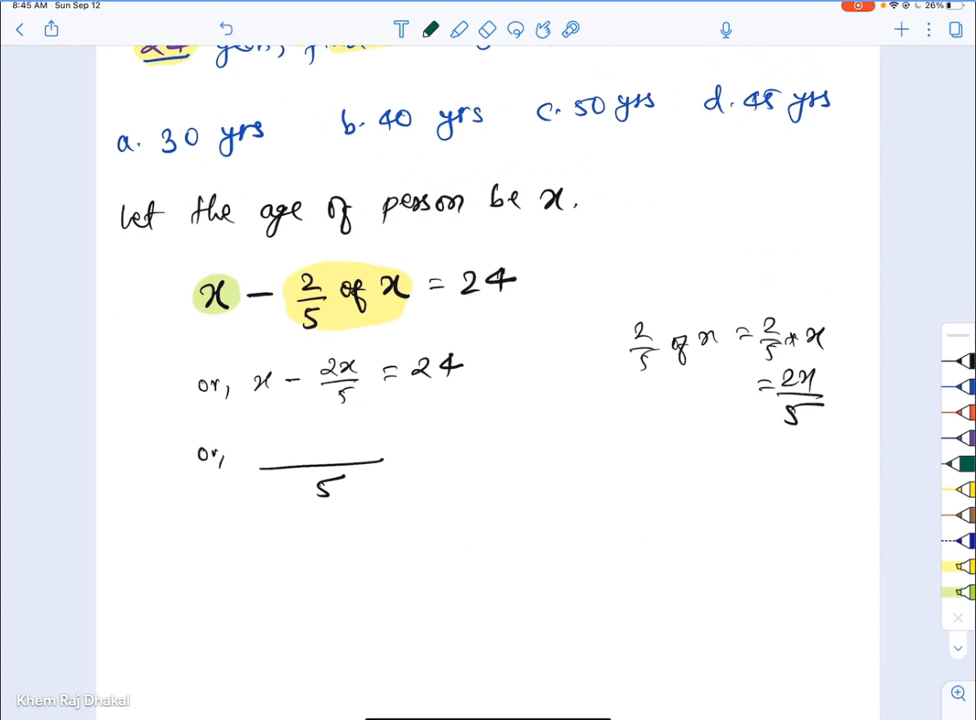 8:45 AM Sun Sep 12
26%
24
a. 30 yrs b. 40 yrs c. 50 yrs d. 45 yrs
Let the age of person be x.
x - 2/5 of x = 24
2/5 of x = 2/5 * x
= 2x/5
or, x - 2x/5 = 24
or, /5
Khem Raj Dhakal